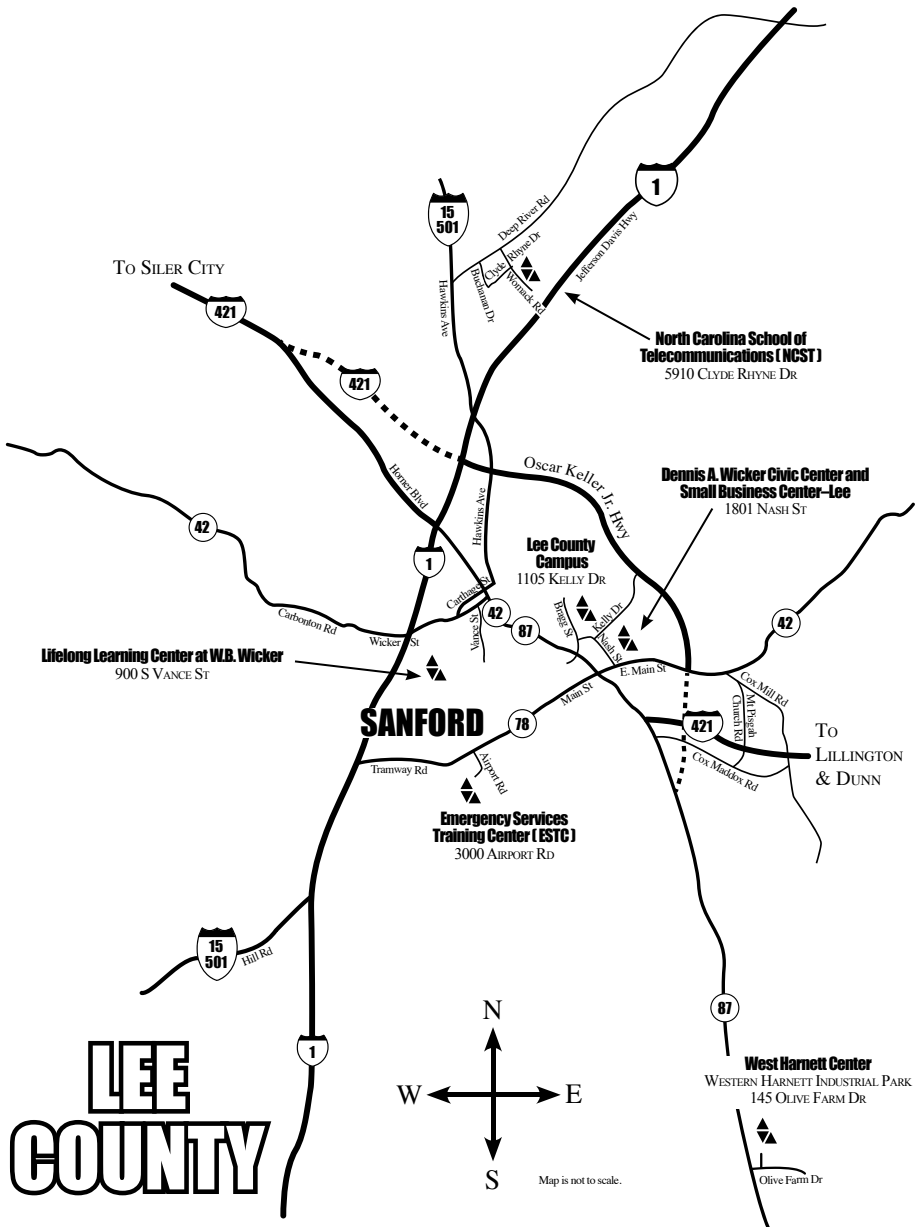 1
15
501
Deep River Rd
Jefferson Davis Hwy
Clyde Rhyne Dr
Buchanan Dr
Womack Rd
Hawkins Ave
TO SILER CITY
421
North Carolina School of
Telecommunications ( NCST )
5910 CLYDE RHYNE DR
421
Oscar Keller Jr. Hwy
Horner Blvd
Hawkins Ave
Dennis A. Wicker Civic Center and
Small Business Center–Lee
1801 NASH ST
42
Lee County
Campus
1105 KELLY DR
1
Carthage St
Carbonton Rd
Wicker St
Vance St
42
87
Bragg St
Kelly Dr
Nash St
E. Main St
42
Lifelong Learning Center at W.B. Wicker
900 S VANCE ST
Main St
Cox Mill Rd
Mt Pisgah
Church Rd
SANFORD
78
421
TO
LILLINGTON
& DUNN
Tramway Rd
Airport Rd
Cox Maddox Rd
Emergency Services
Training Center ( ESTC )
3000 AIRPORT RD
15
501
Hill Rd
87
N
W
E
S
1
LEE
COUNTY
West Harnett Center
WESTERN HARNETT INDUSTRIAL PARK
145 OLIVE FARM DR
Map is not to scale.
Olive Farm Dr